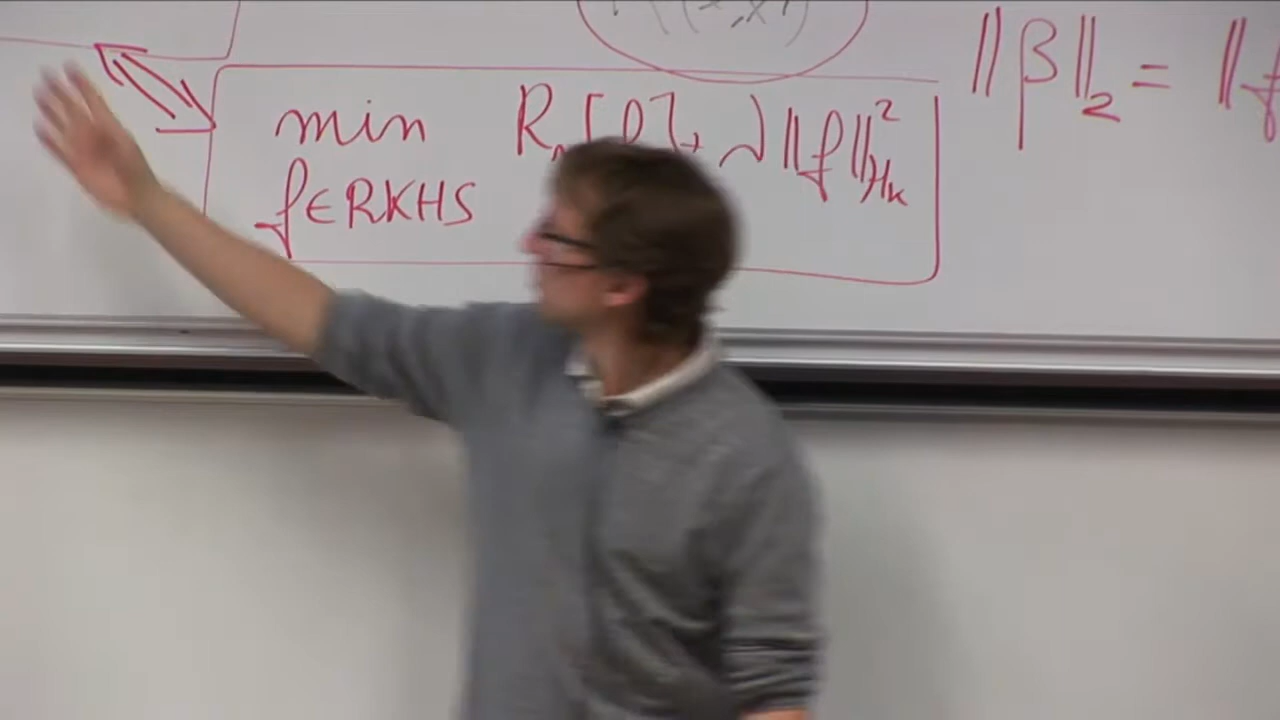 (x,x')
‖β‖₂ = ‖f
min R [f] + λ‖f‖²_Hₖ
f∈RKHS